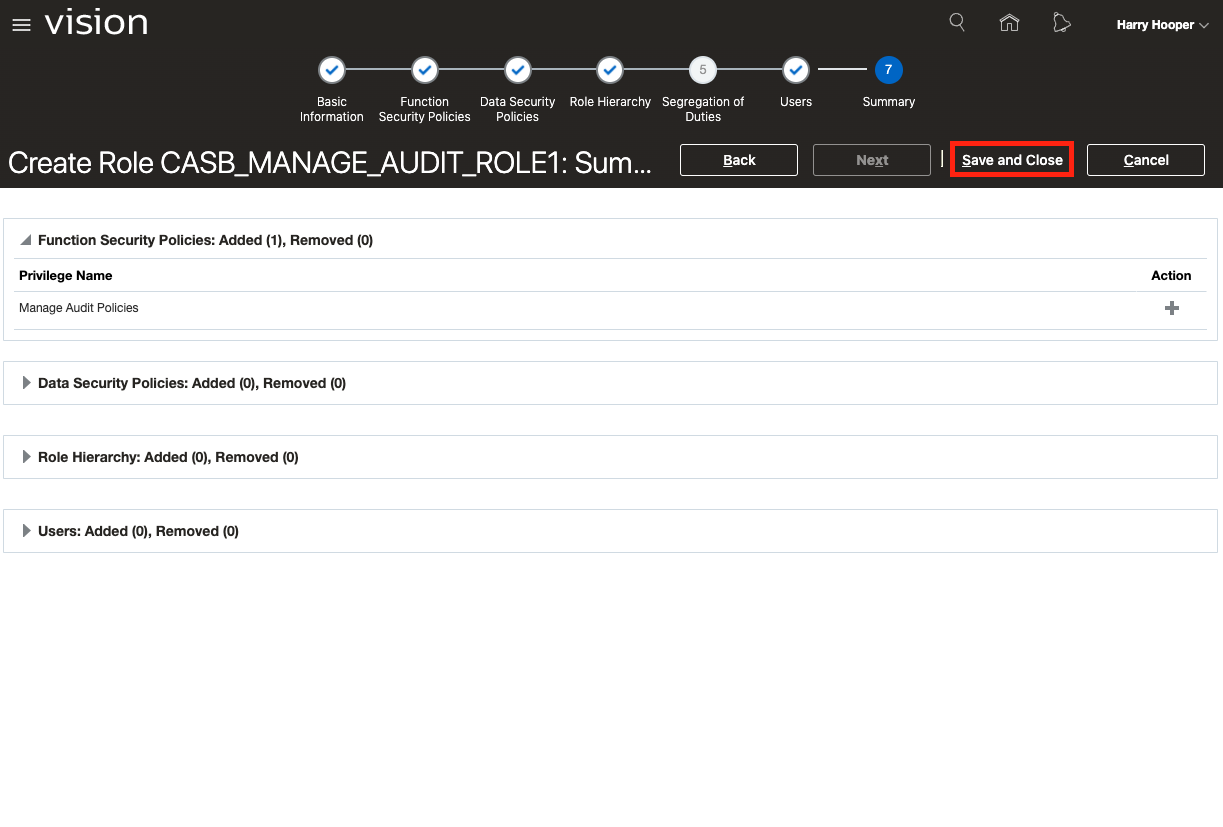 vision
Harry Hooper
5
7
Basic
Information
Function
Security Policies
Data Security
Policies
Role Hierarchy
Segregation of
Duties
Users
Summary
Create Role CASB_MANAGE_AUDIT_ROLE1: Sum...
Back
Next
Save and Close
Cancel
Function Security Policies: Added (1), Removed (0)
Privilege Name
Action
Manage Audit Policies
Data Security Policies: Added (0), Removed (0)
Role Hierarchy: Added (0), Removed (0)
Users: Added (0), Removed (0)